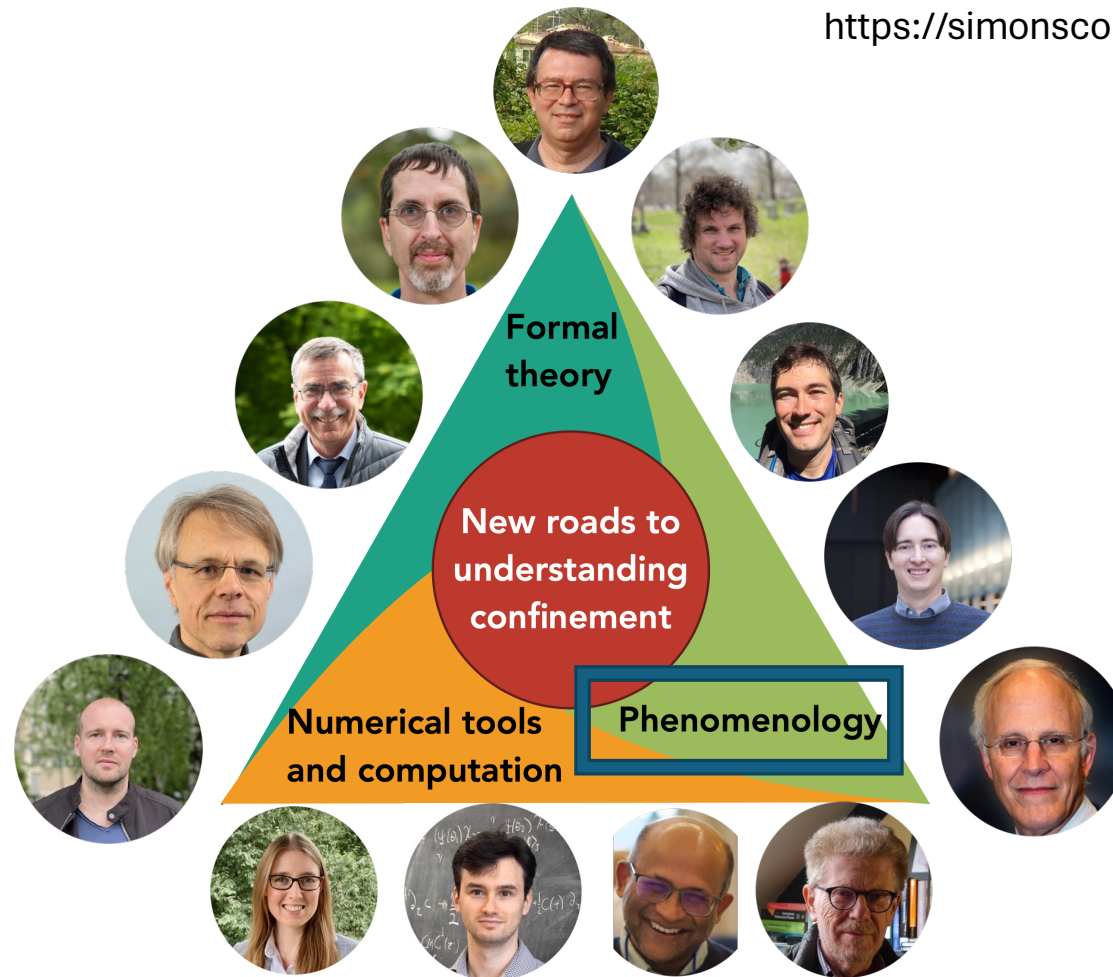 https://simonsco
Formal
theory
New roads to
understanding
confinement
Numerical tools
and computation
Phenomenology